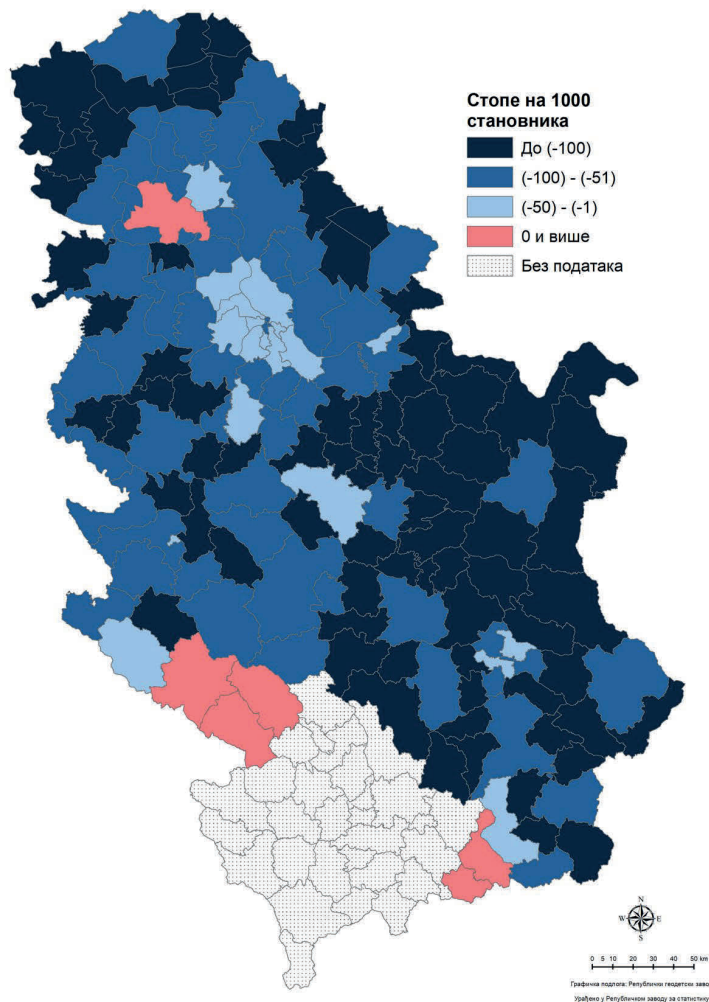 Стопе на 1000
становника
До (-100)
(-100) - (-51)
(-50) - (-1)
0 и више
Без података
N
W E
S
0 5 10 20 30 40 50 km
Графичка подлога: Републички геодетски заво
Урађено у Републичком заводу за статистику